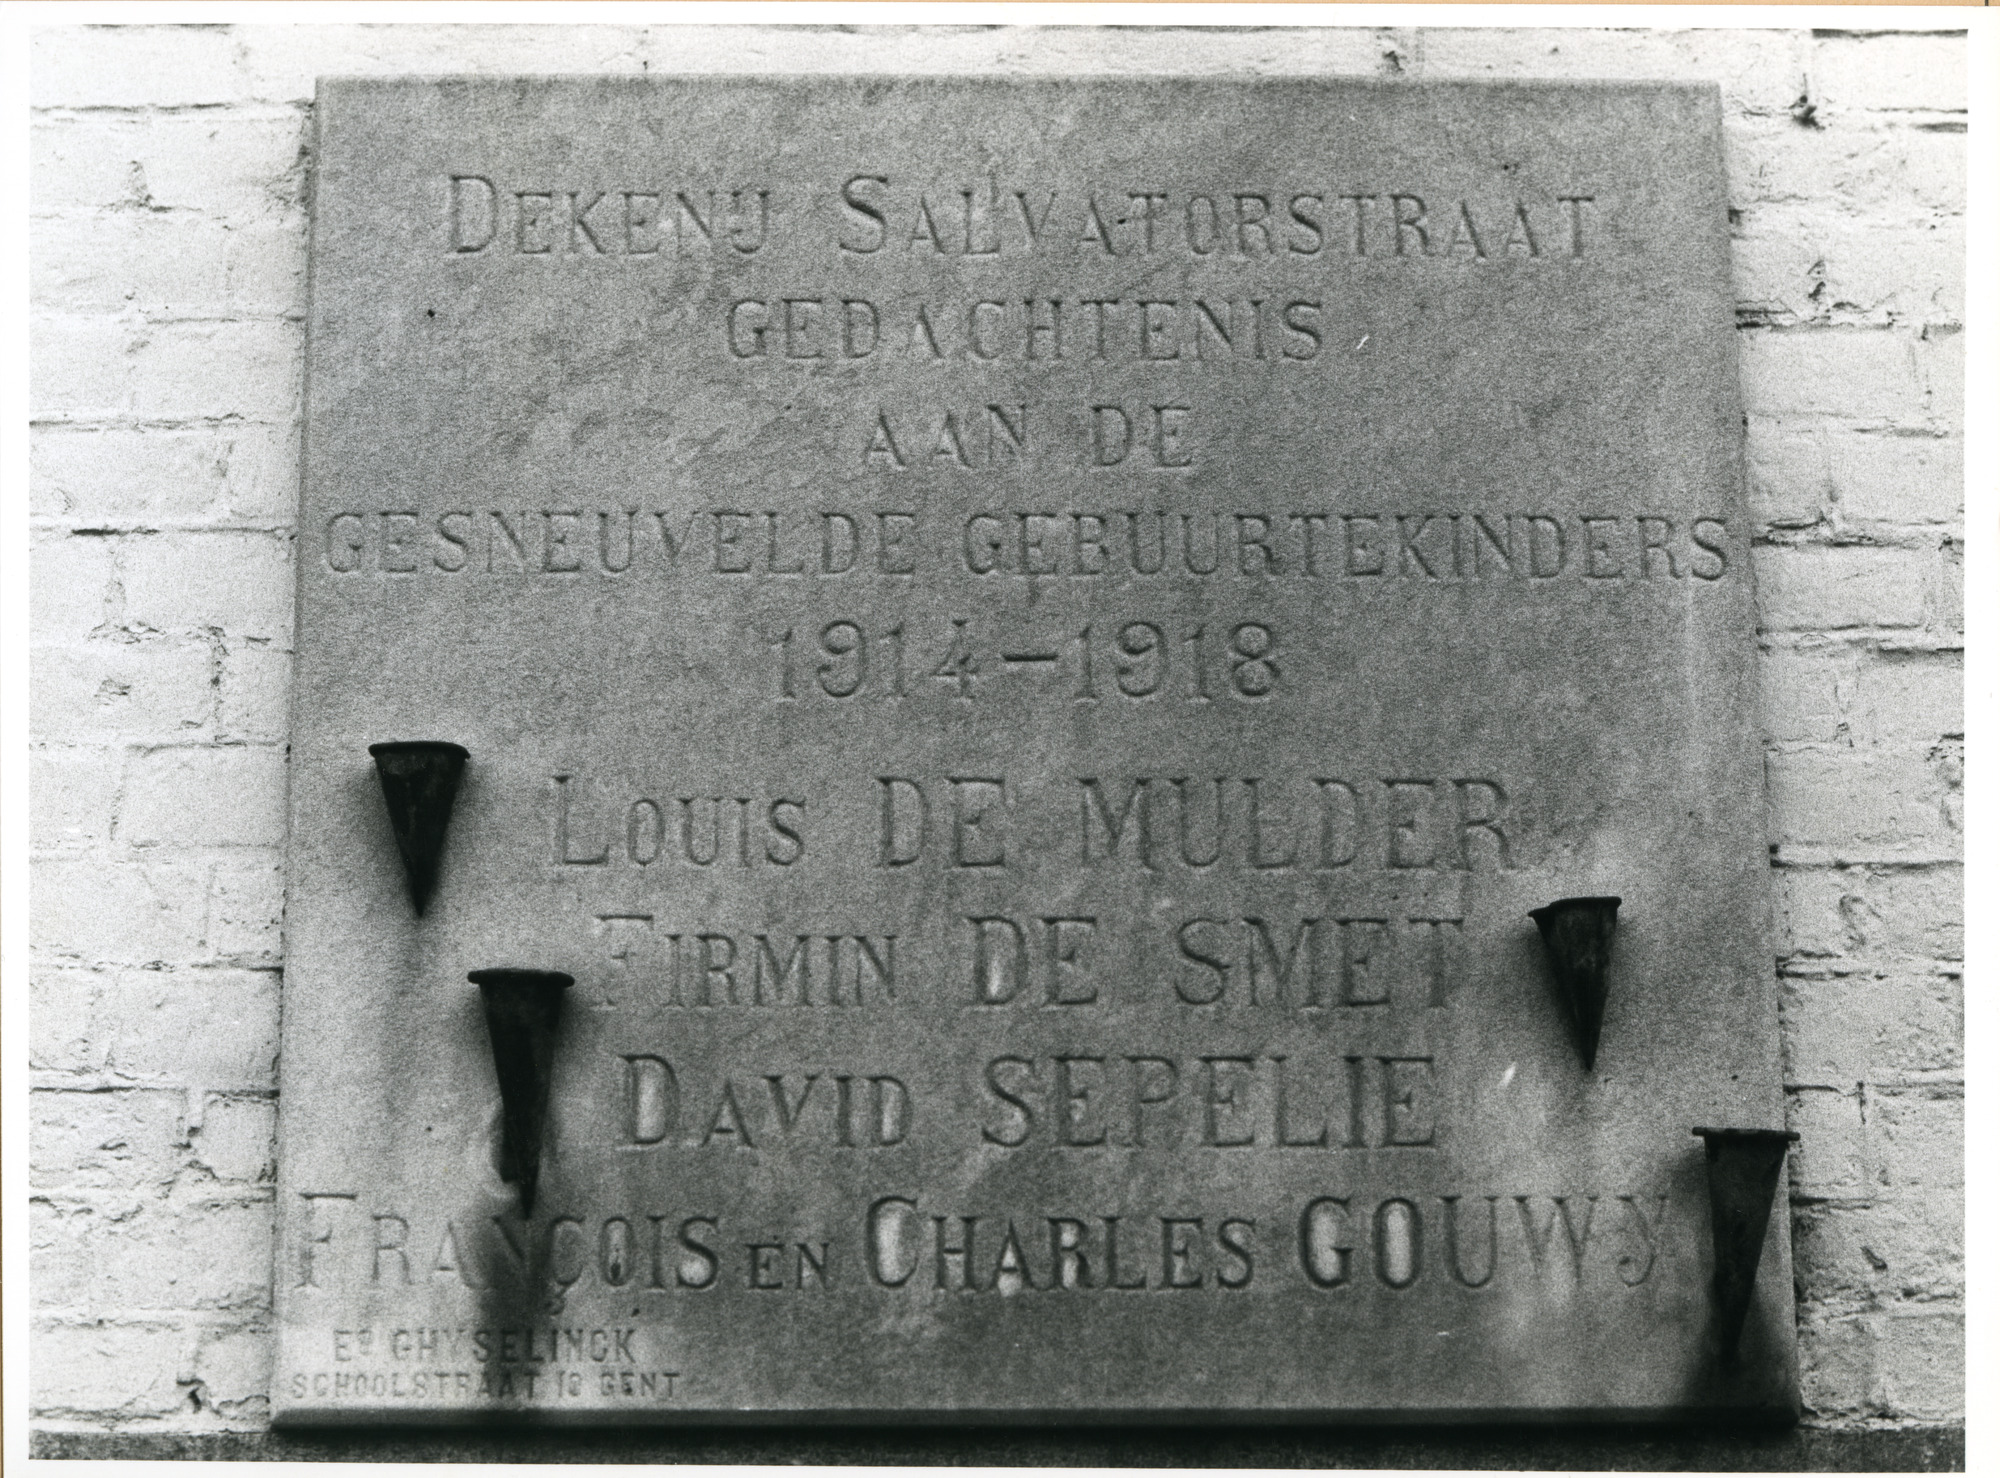 DEKENIJ SALVATORSTRAAT
GEDACHTENIS
AAN DE
GESNEUVELDE GEBUURTEKINDERS
1914-1918
LOUIS DE MULDER
FIRMIN DE SMET
DAVID SEPELIE
FRANÇOIS EN CHARLES GOUWY
ED GHYSELINCK
SCHOOLSTRAAT GENT